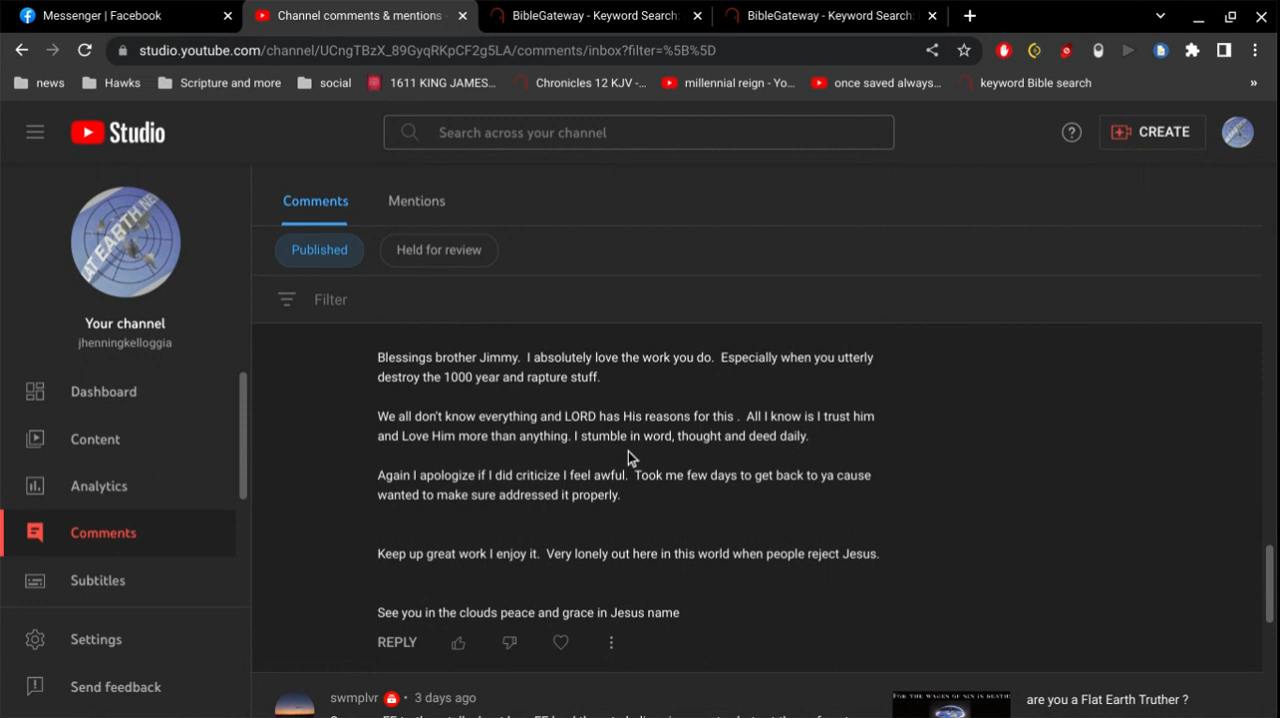 Messenger | Facebook
Channel comments & mentions
BibleGateway - Keyword Search:
BibleGateway - Keyword Search:
studio.youtube.com/channel/UCngTBzX_89GyqRKpCF2g5LA/comments/inbox?filter=%5B%5D
news
Hawks
Scripture and more
social
1611 KING JAMES...
Chronicles 12 KJV -...
millennial reign - Yo...
once saved always...
keyword Bible search
»
Studio
Search across your channel
CREATE
Your channel
jhenningkelloggia
Dashboard
Content
Analytics
Comments
Subtitles
Settings
Send feedback
Comments
Mentions
Published
Held for review
Filter
Blessings brother Jimmy. I absolutely love the work you do. Especially when you utterly
destroy the 1000 year and rapture stuff.
We all don't know everything and LORD has His reasons for this . All I know is I trust him
and Love Him more than anything. I stumble in word, thought and deed daily.
Again I apologize if I did criticize I feel awful. Took me few days to get back to ya cause
wanted to make sure addressed it properly.
Keep up great work I enjoy it. Very lonely out here in this world when people reject Jesus.
See you in the clouds peace and grace in Jesus name
REPLY
swmplvr • 3 days ago
FOR THE WAGES OF SIN IS DEATH
are you a Flat Earth Truther ?